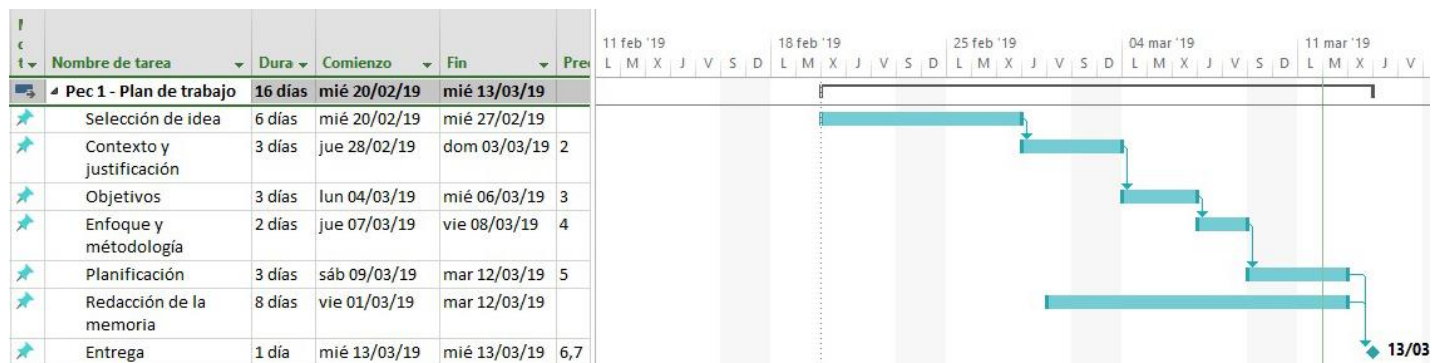 Nombre de tarea Dura Comienzo Fin Pre
11 feb '19 18 feb '19 25 feb '19 04 mar '19 11 mar '19
L M X J V S D L M X J V S D L M X J V S D L M X J V S D L M X J V
Pec 1 - Plan de trabajo 16 días mié 20/02/19 mié 13/03/19
Selección de idea 6 días mié 20/02/19 mié 27/02/19
Contexto y 3 días jue 28/02/19 dom 03/03/19 2
justificación
Objetivos 3 días lun 04/03/19 mié 06/03/19 3
Enfoque y 2 días jue 07/03/19 vie 08/03/19 4
métodología
Planificación 3 días sáb 09/03/19 mar 12/03/19 5
Redacción de la 8 días vie 01/03/19 mar 12/03/19
memoria
Entrega 1 día mié 13/03/19 mié 13/03/19 6,7
13/03